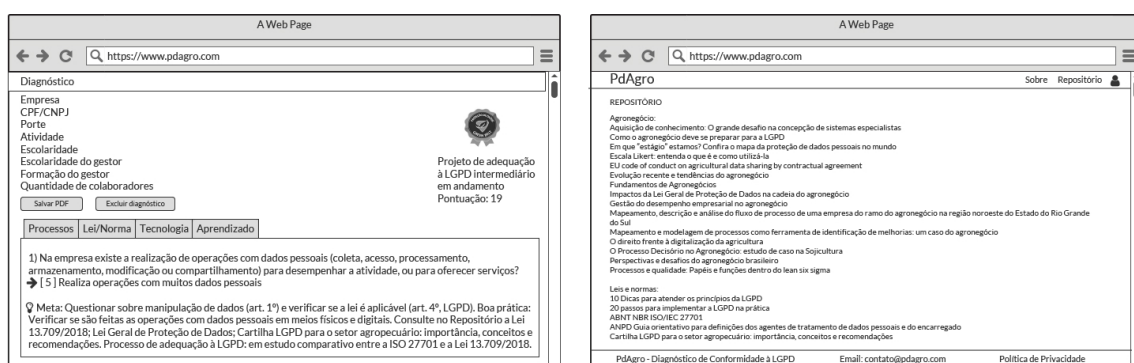 A Web Page
https://www.pdagro.com
Diagnóstico
Empresa
CPF/CNPJ
Porte
Atividade
Escolaridade
Escolaridade do gestor
Formação do gestor
Quantidade de colaboradores
Projeto de adequação
à LGPD intermediário
em andamento
Pontuação: 19
Salvar PDF Excluir diagnóstico
Processos Lei/Norma Tecnologia Aprendizado
1) Na empresa existe a realização de operações com dados pessoais (coleta, acesso, processamento,
armazenamento, modificação ou compartilhamento) para desempenhar a atividade, ou para oferecer serviços?
[ 5 ] Realiza operações com muitos dados pessoais
Meta: Questionar sobre manipulação de dados (art. 1º) e verificar se a lei é aplicável (art. 4º, LGPD). Boa prática:
Verificar se são feitas as operações com dados pessoais em meios físicos e digitais. Consulte no Repositório a Lei
13.709/2018; Lei Geral de Proteção de Dados; Cartilha LGPD para o setor agropecuário: importância, conceitos e
recomendações. Processo de adequação à LGPD: em estudo comparativo entre a ISO 27701 e a Lei 13.709/2018.
A Web Page
https://www.pdagro.com
PdAgro Sobre Repositório
REPOSITÓRIO
Agronegócio:
Aquisição de conhecimento: O grande desafio na concepção de sistemas especialistas
Como o agronegócio deve se preparar para a LGPD
Em que "estágio" estamos? Confira o mapa da proteção de dados pessoais no mundo
Escala Likert: entenda o que é e como utilizá-la
EU code of conduct on agricultural data sharing by contractual agreement
Evolução recente e tendências do agronegócio
Fundamentos de Agronegócios
Impactos da Lei Geral de Proteção de Dados na cadeia do agronegócio
Gestão do desempenho empresarial no agronegócio
Mapeamento, descrição e análise do fluxo de processo de uma empresa do ramo do agronegócio na região noroeste do Estado do Rio Grande
do Sul
Mapeamento e modelagem de processos como ferramenta de identificação de melhorias: um caso do agronegócio
O direito frente à digitalização da agricultura
O Processo Decisório no Agronegócio: estudo de caso na Sojicultura
Perspectivas e desafios do agronegócio brasileiro
Processos e qualidade: Papéis e funções dentro do lean six sigma
Leis e normas:
10 Dicas para atender os princípios da LGPD
20 passos para implementar a LGPD na prática
ABNT NBR ISO/IEC 27701
ANPD Guia orientativo para definições dos agentes de tratamento de dados pessoais e do encarregado
Cartilha LGPD para o setor agropecuário: importância, conceitos e recomendações
PdAgro - Diagnóstico de Conformidade à LGPD Email: contato@pdagro.com Política de Privacidade